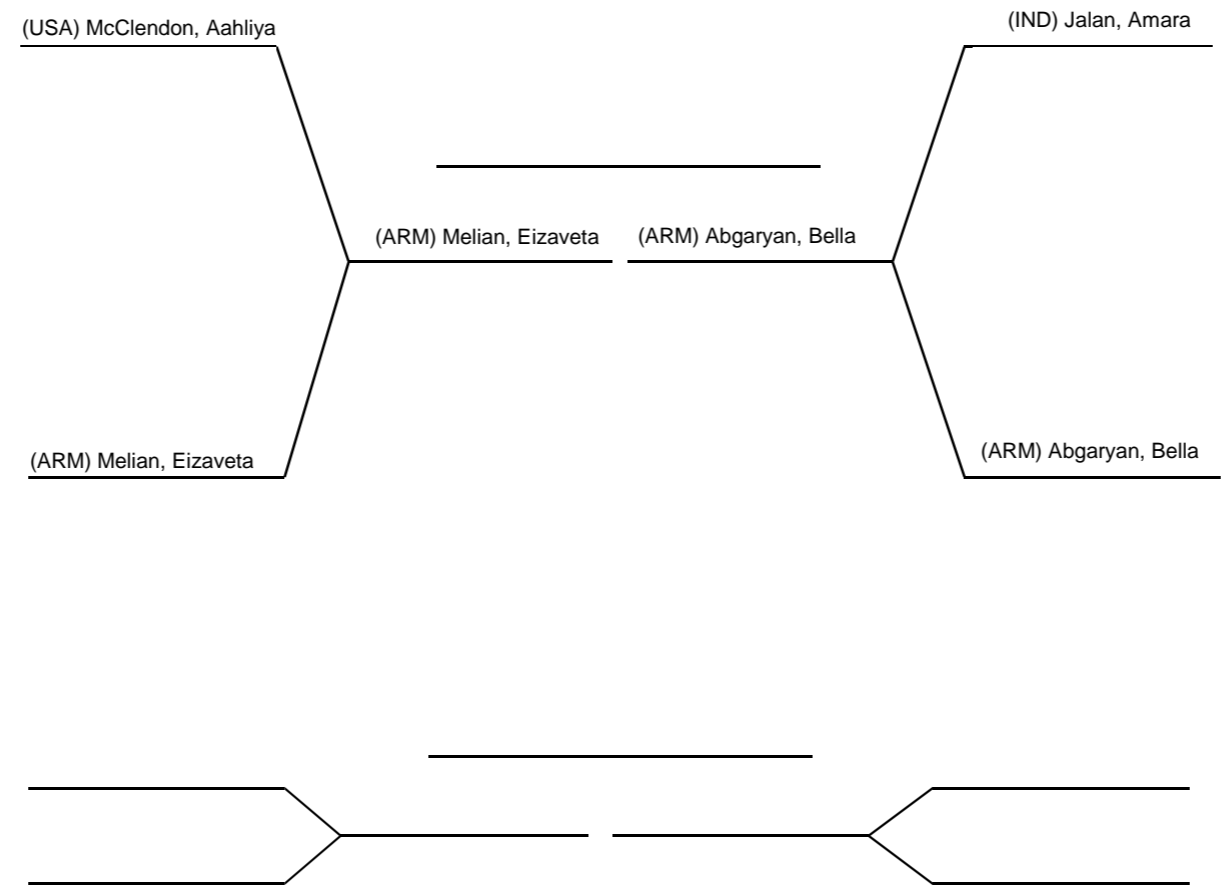 (USA) McClendon, Aahliya
(IND) Jalan, Amara
(ARM) Melian, Eizaveta
(ARM) Abgaryan, Bella
(ARM) Melian, Eizaveta
(ARM) Abgaryan, Bella